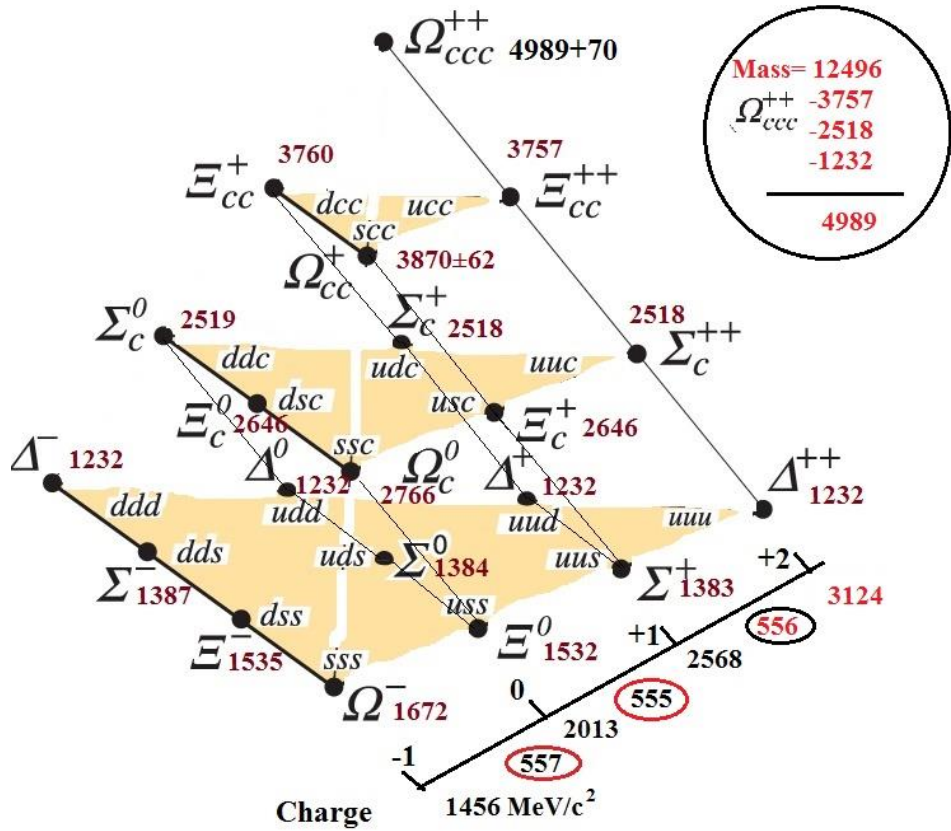 Ω++ccc 4989+70
Mass= 12496
Ω++ccc -3757
-2518
-1232
4989
3760 3757
Ξ+cc dcc ucc Ξ++cc
scc
Ω+cc 3870±62
Σ0c 2519 Σ+c 2518 2518 Σ++c
ddc udc uuc
dsc usc
Ξ0c 2646 Ξ+c 2646
ssc
Δ− 1232 Δ0 1232 Ω0c 2766 Δ+ 1232 Δ++ 1232
ddd udd uud uuu
dds uds Σ0 1384 uus
Σ− 1387 Σ+ 1383
dss uss
Ξ− 1535 Ξ0 1532
sss
Ω− 1672
+2 3124
556
+1 2568
555
0 2013
557
-1 1456 MeV/c²
Charge